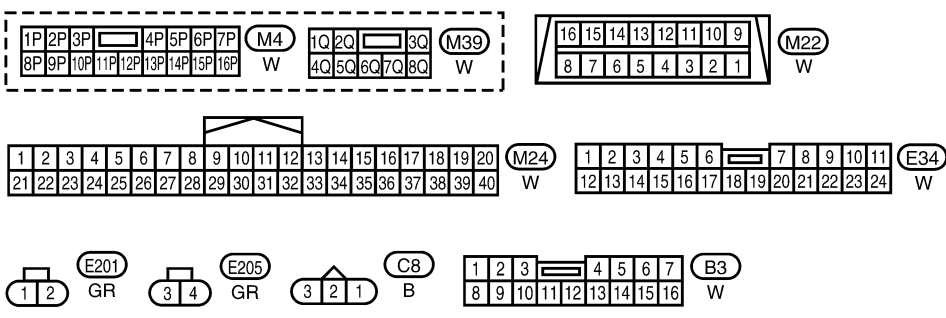 1P 2P 3P 4P 5P 6P 7P M4
8P 9P 10P 11P 12P 13P 14P 15P 16P W
1Q 2Q 3Q M39
4Q 5Q 6Q 7Q 8Q W
16 15 14 13 12 11 10 9 M22
8 7 6 5 4 3 2 1 W
1 2 3 4 5 6 7 8 9 10 11 12 13 14 15 16 17 18 19 20 M24
21 22 23 24 25 26 27 28 29 30 31 32 33 34 35 36 37 38 39 40 W
1 2 3 4 5 6 7 8 9 10 11 E34
12 13 14 15 16 17 18 19 20 21 22 23 24 W
E201
1 2 GR
E205
3 4 GR
C8
3 2 1 B
1 2 3 4 5 6 7 B3
8 9 10 11 12 13 14 15 16 W